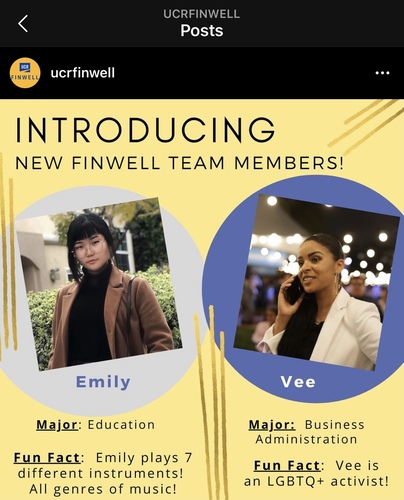 UCRFINWELL
Posts
UCR
FINWELL
ucrfinwell
INTRODUCING
NEW FINWELL TEAM MEMBERS!
Emily
Major: Education
Fun Fact: Emily plays 7
different instruments!
All genres of music!
Vee
Major: Business
Administration
Fun Fact: Vee is
an LGBTQ+ activist!